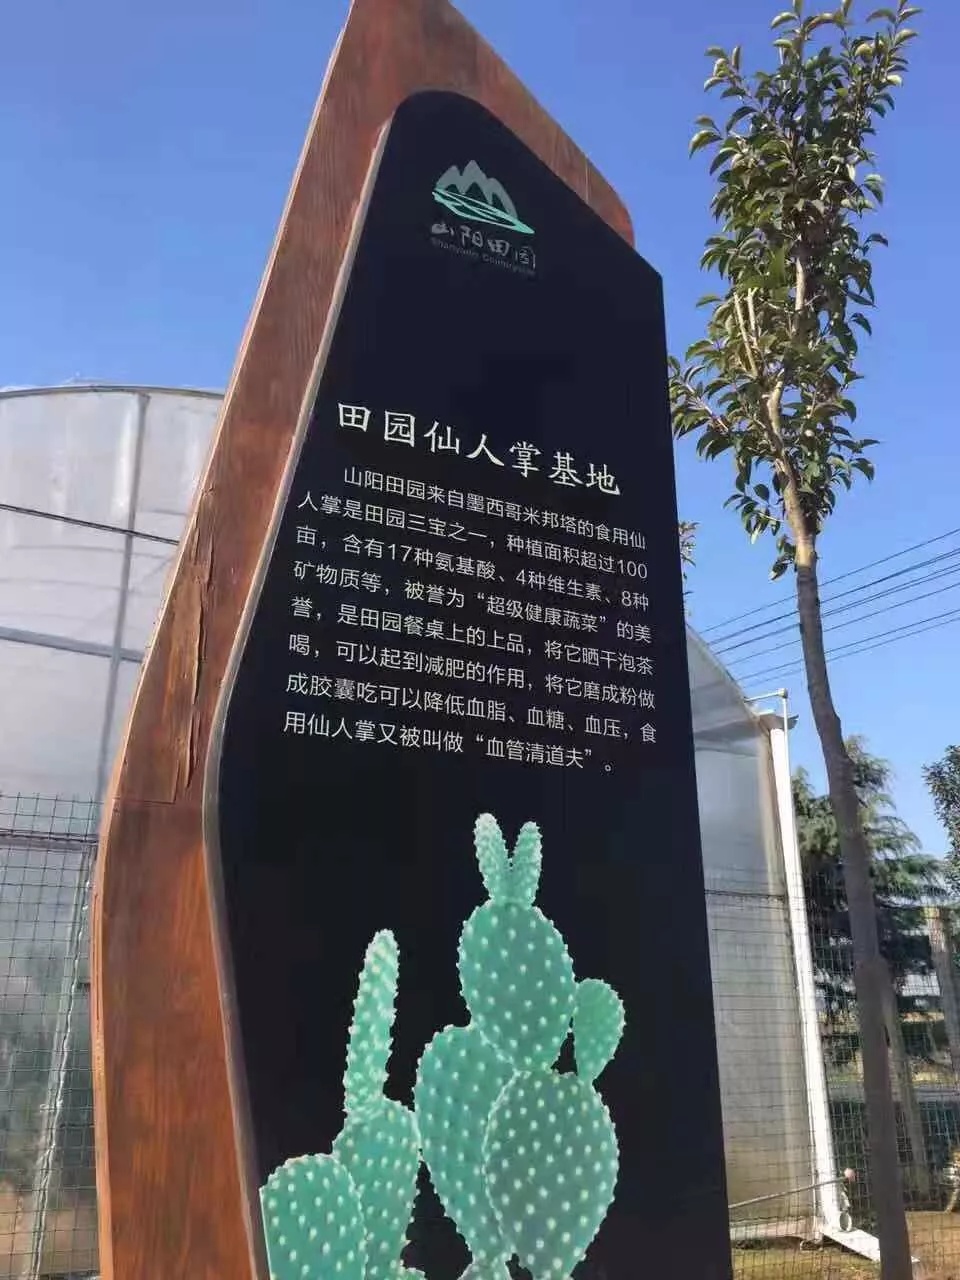 山阳田园
Shanyang Countryside
田园仙人掌基地
山阳田园来自墨西哥米邦塔的食用仙
人掌是田园三宝之一，种植面积超过100
亩，含有17种氨基酸、4种维生素、8种
矿物质等，被誉为“超级健康蔬菜”的美
誉，是田园餐桌上的上品，将它晒干泡茶
喝，可以起到减肥的作用，将它磨成粉做
成胶囊吃可以降低血脂、血糖、血压，食
用仙人掌又被叫做“血管清道夫”。